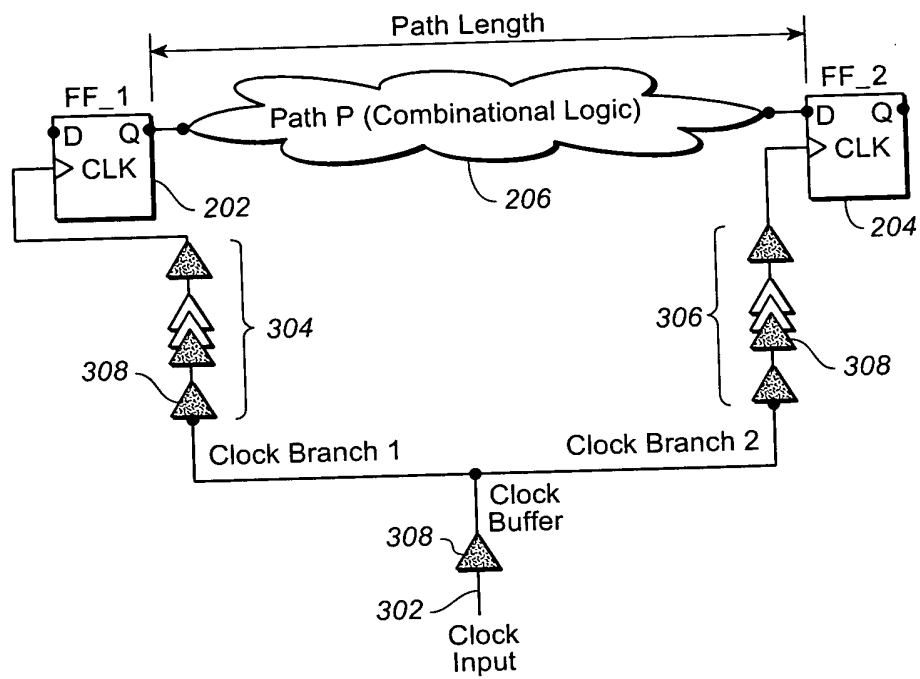 Path Length
FF_1
FF_2
D Q
CLK
Path P (Combinational Logic)
D
CLK
202
206
204
304
306
308
308
Clock Branch 1
Clock Branch 2
Clock
Buffer
308
302
Clock
Input